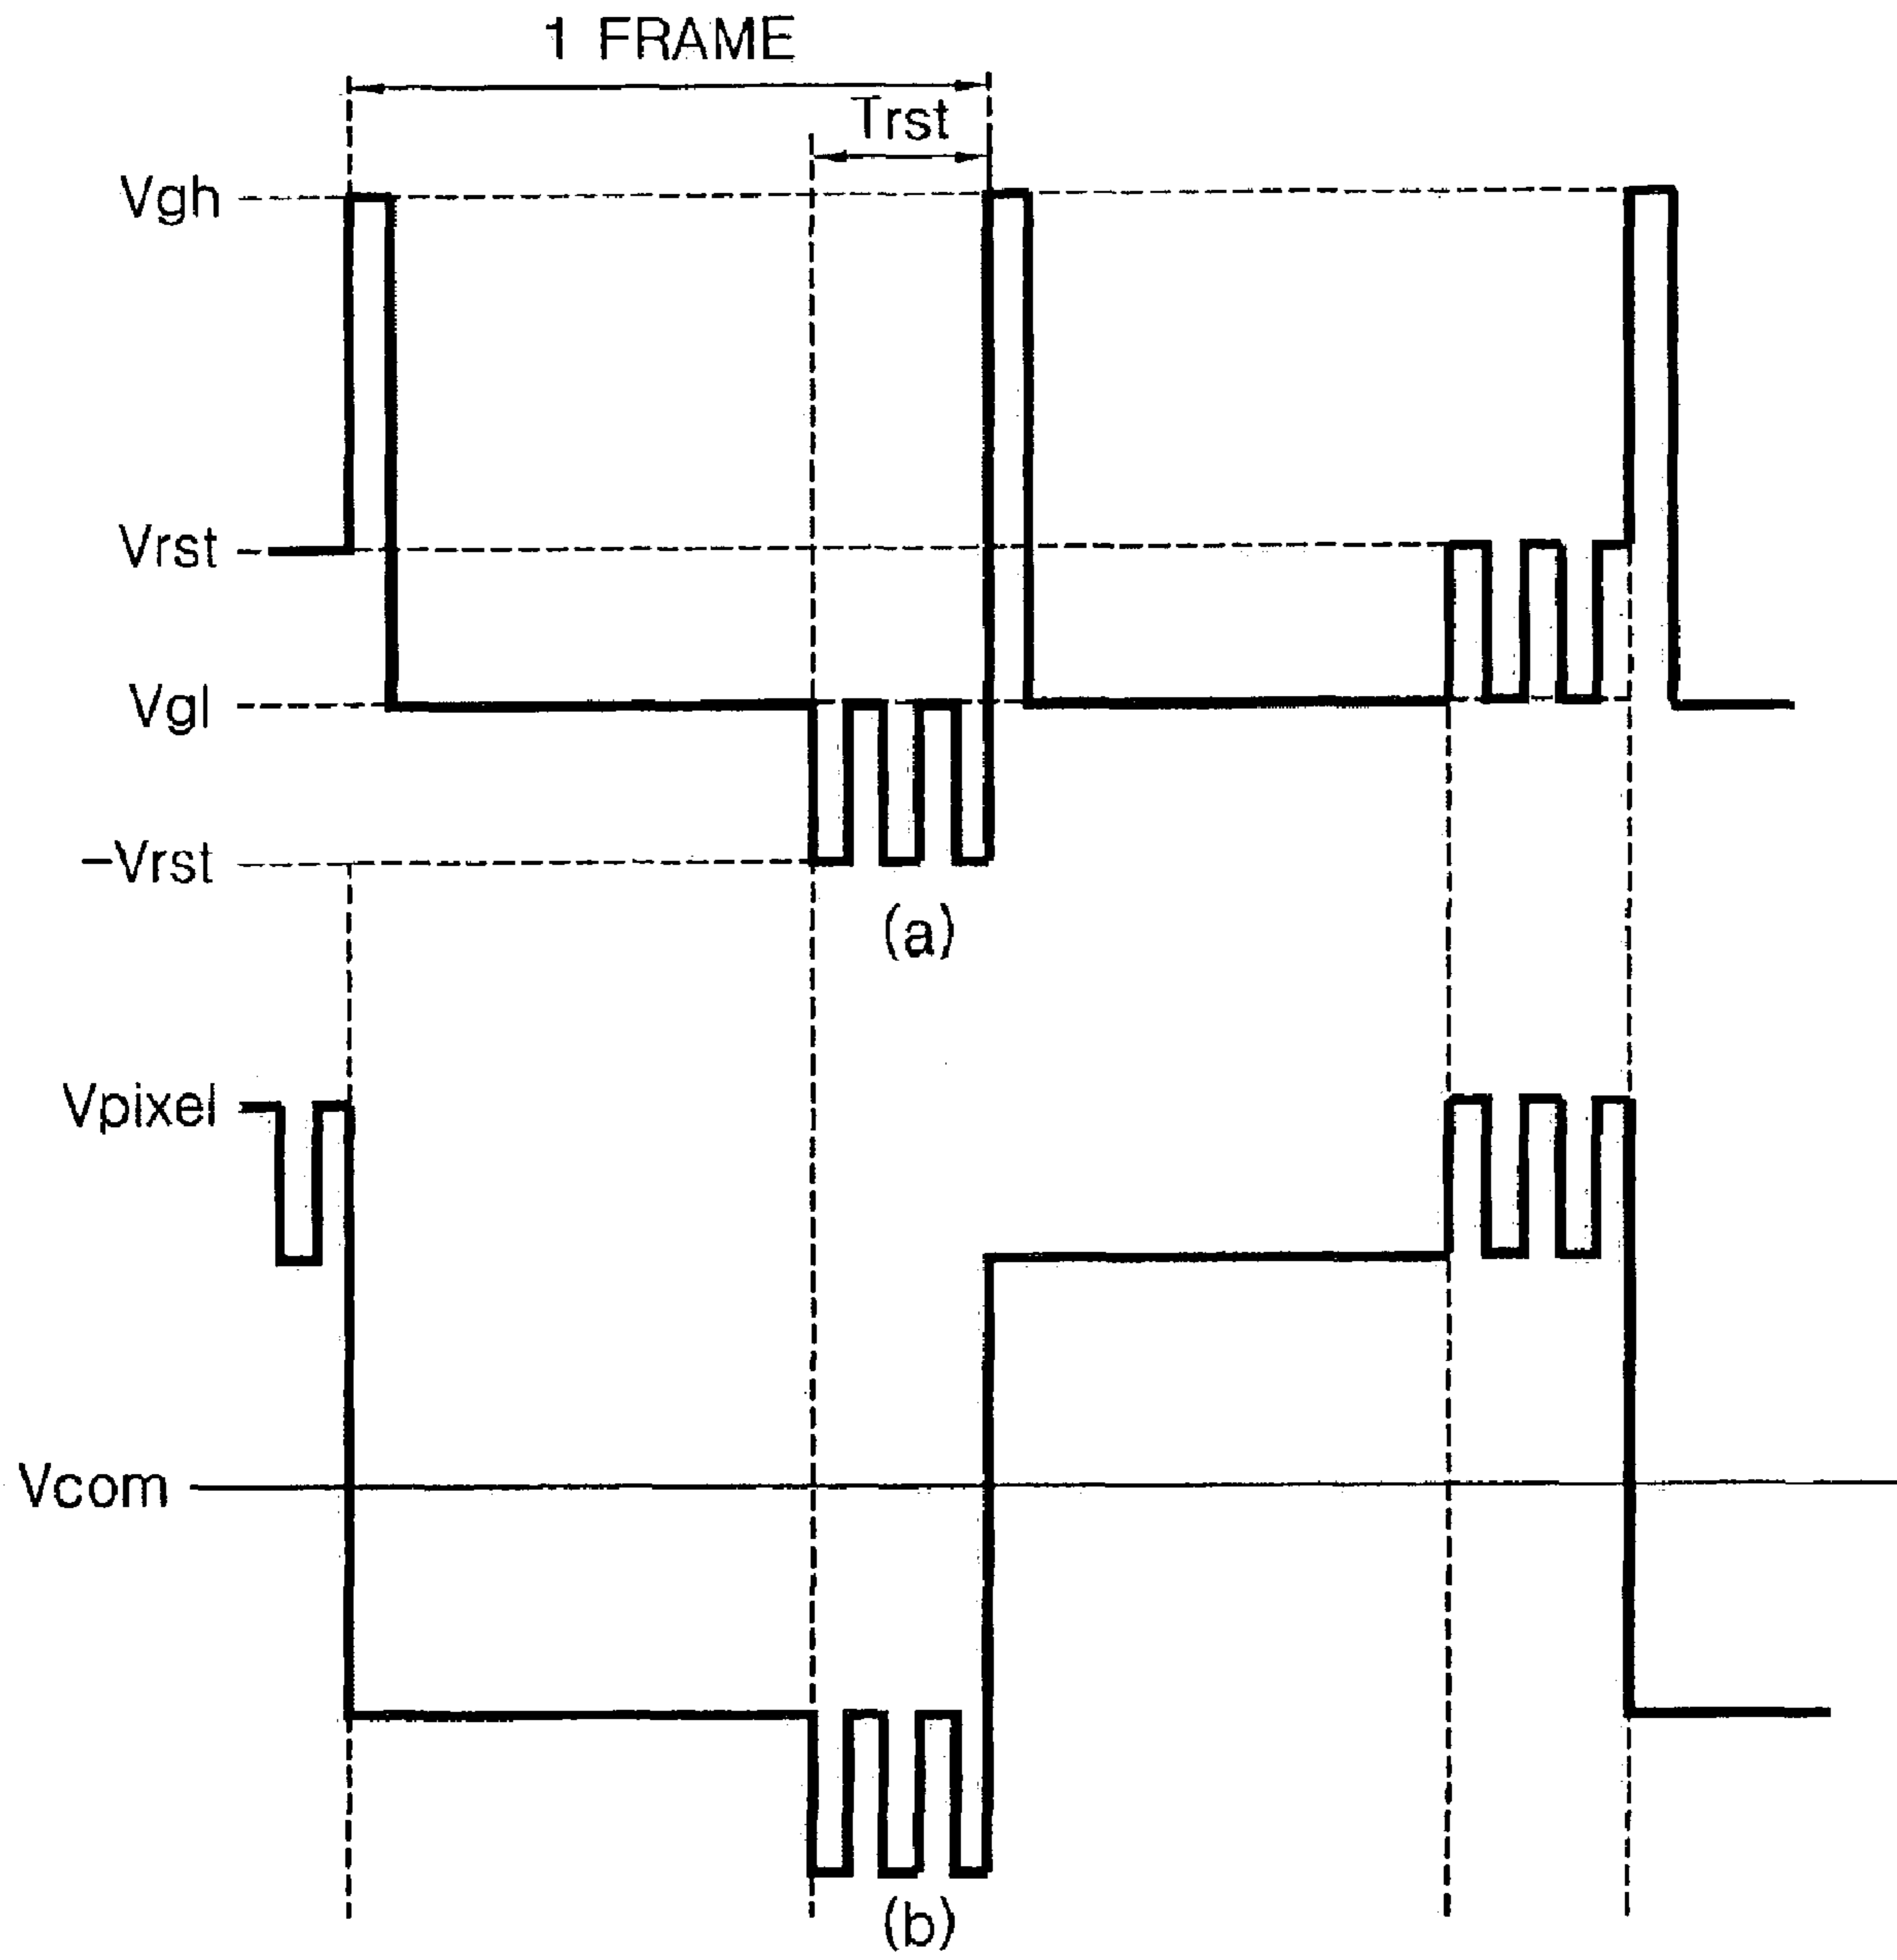 1 FRAME
Trst
Vgh
Vrst
Vgl
−Vrst
(a)
Vpixel
Vcom
(b)